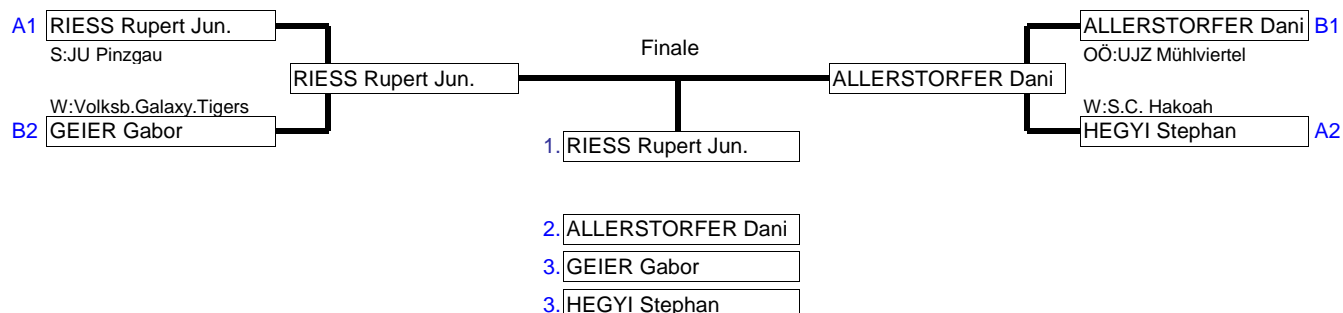 A1 RIESS Rupert Jun.
S:JU Pinzgau
W:Volksb.Galaxy.Tigers
B2 GEIER Gabor
RIESS Rupert Jun.
Finale
ALLERSTORFER Dani
ALLERSTORFER Dani B1
OÖ:UJZ Mühlviertel
W:S.C. Hakoah
HEGYI Stephan A2
1. RIESS Rupert Jun.
2. ALLERSTORFER Dani
3. GEIER Gabor
3. HEGYI Stephan